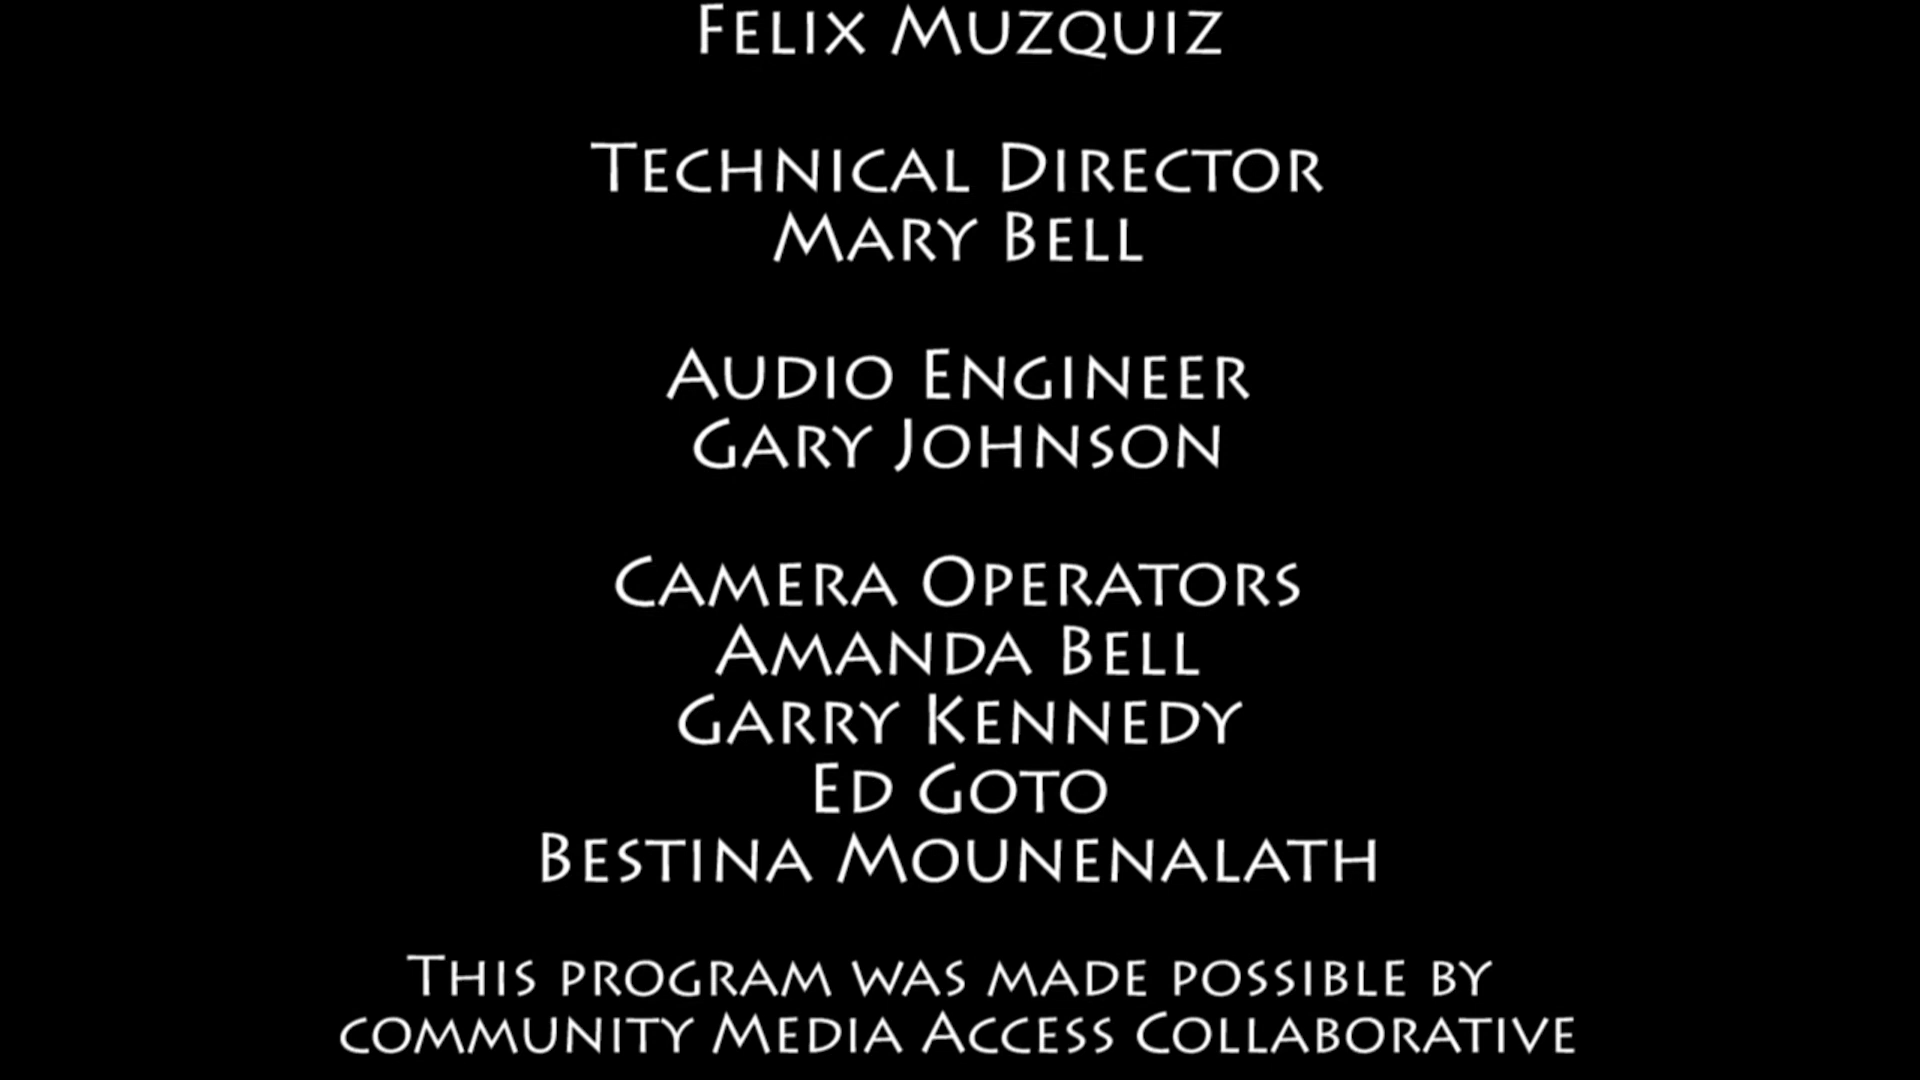 Felix Muzquiz
Technical Director
Mary Bell
Audio Engineer
Gary Johnson
Camera Operators
Amanda Bell
Garry Kennedy
Ed Goto
Bestina Mounenalath
This program was made possible by
community Media Access Collaborative